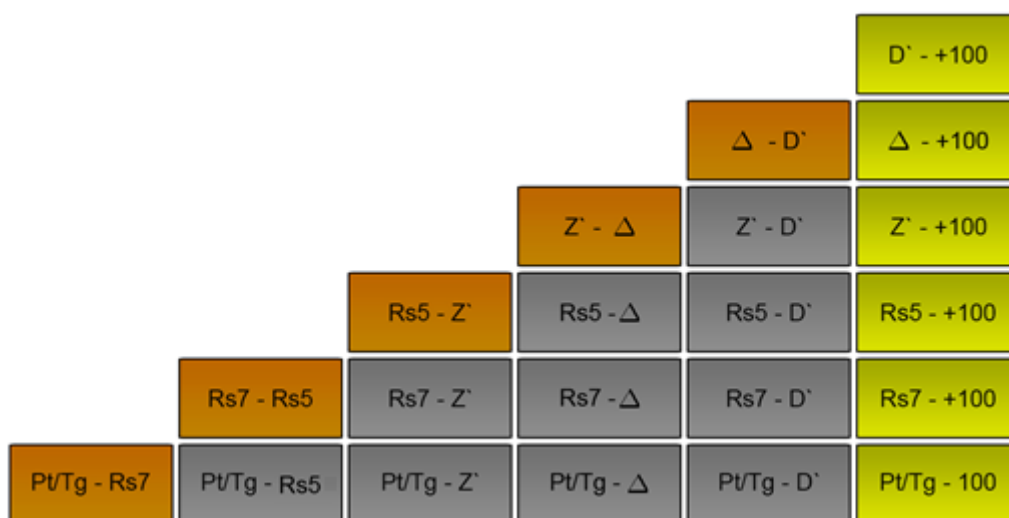 D` - +100
Δ - D` Δ - +100
Z` - Δ Z` - D` Z` - +100
Rs5 - Z` Rs5 - Δ Rs5 - D` Rs5 - +100
Rs7 - Rs5 Rs7 - Z` Rs7 - Δ Rs7 - D` Rs7 - +100
Pt/Tg - Rs7 Pt/Tg - Rs5 Pt/Tg - Z` Pt/Tg - Δ Pt/Tg - D` Pt/Tg - 100